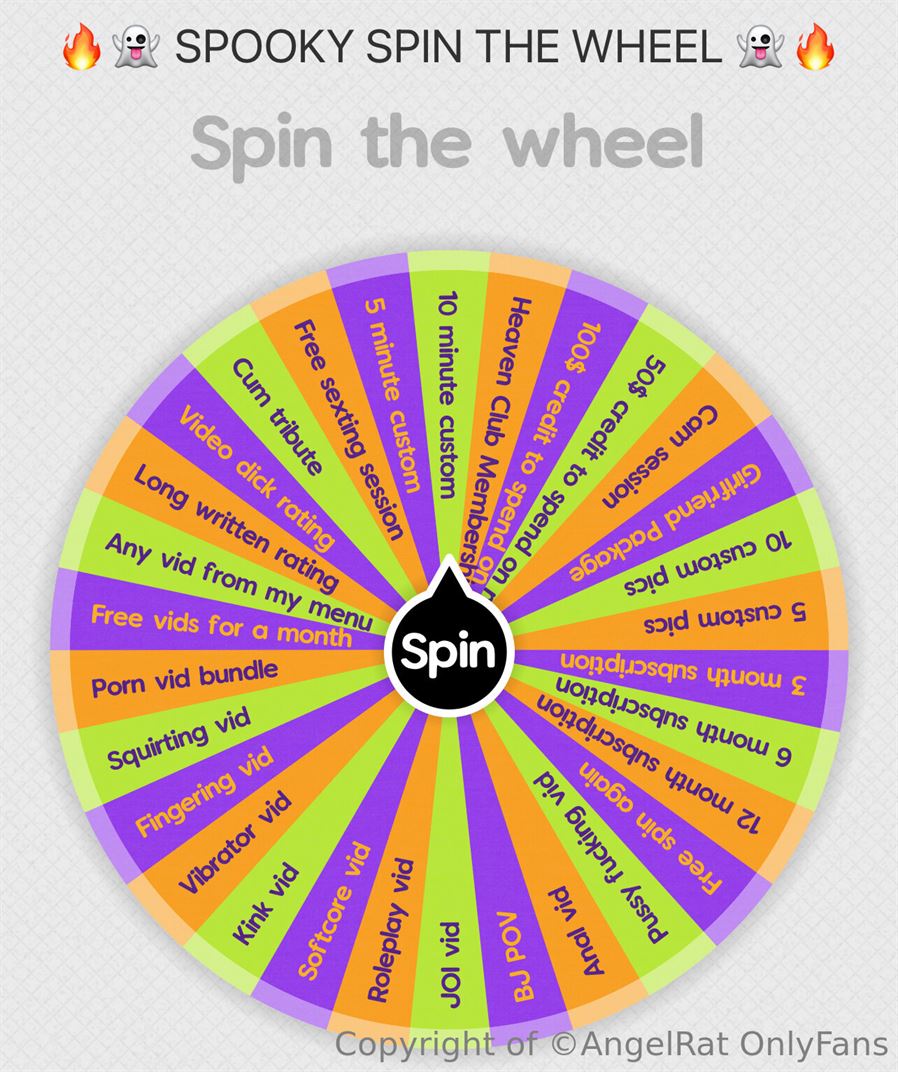 🔥👻 SPOOKY SPIN THE WHEEL 👻🔥
Spin the wheel
10 minute custom
Heaven Club Membersh
100$ credit to spend on
50$ credit to spend on
Cam session
Girlfriend Package
10 custom pics
5 custom pics
3 month subscription
6 month subscription
12 month subscription
Free spin again
Pussy fucking vid
Anal vid
BJ POV
JOI vid
Roleplay vid
Softcore vid
Kink vid
Vibrator vid
Fingering vid
Squirting vid
Porn vid bundle
Free vids for a month
Any vid from my menu
Long written rating
Video dick rating
Cum tribute
Free sexting session
5 minute custom
Spin
Copyright of ©AngelRat OnlyFans